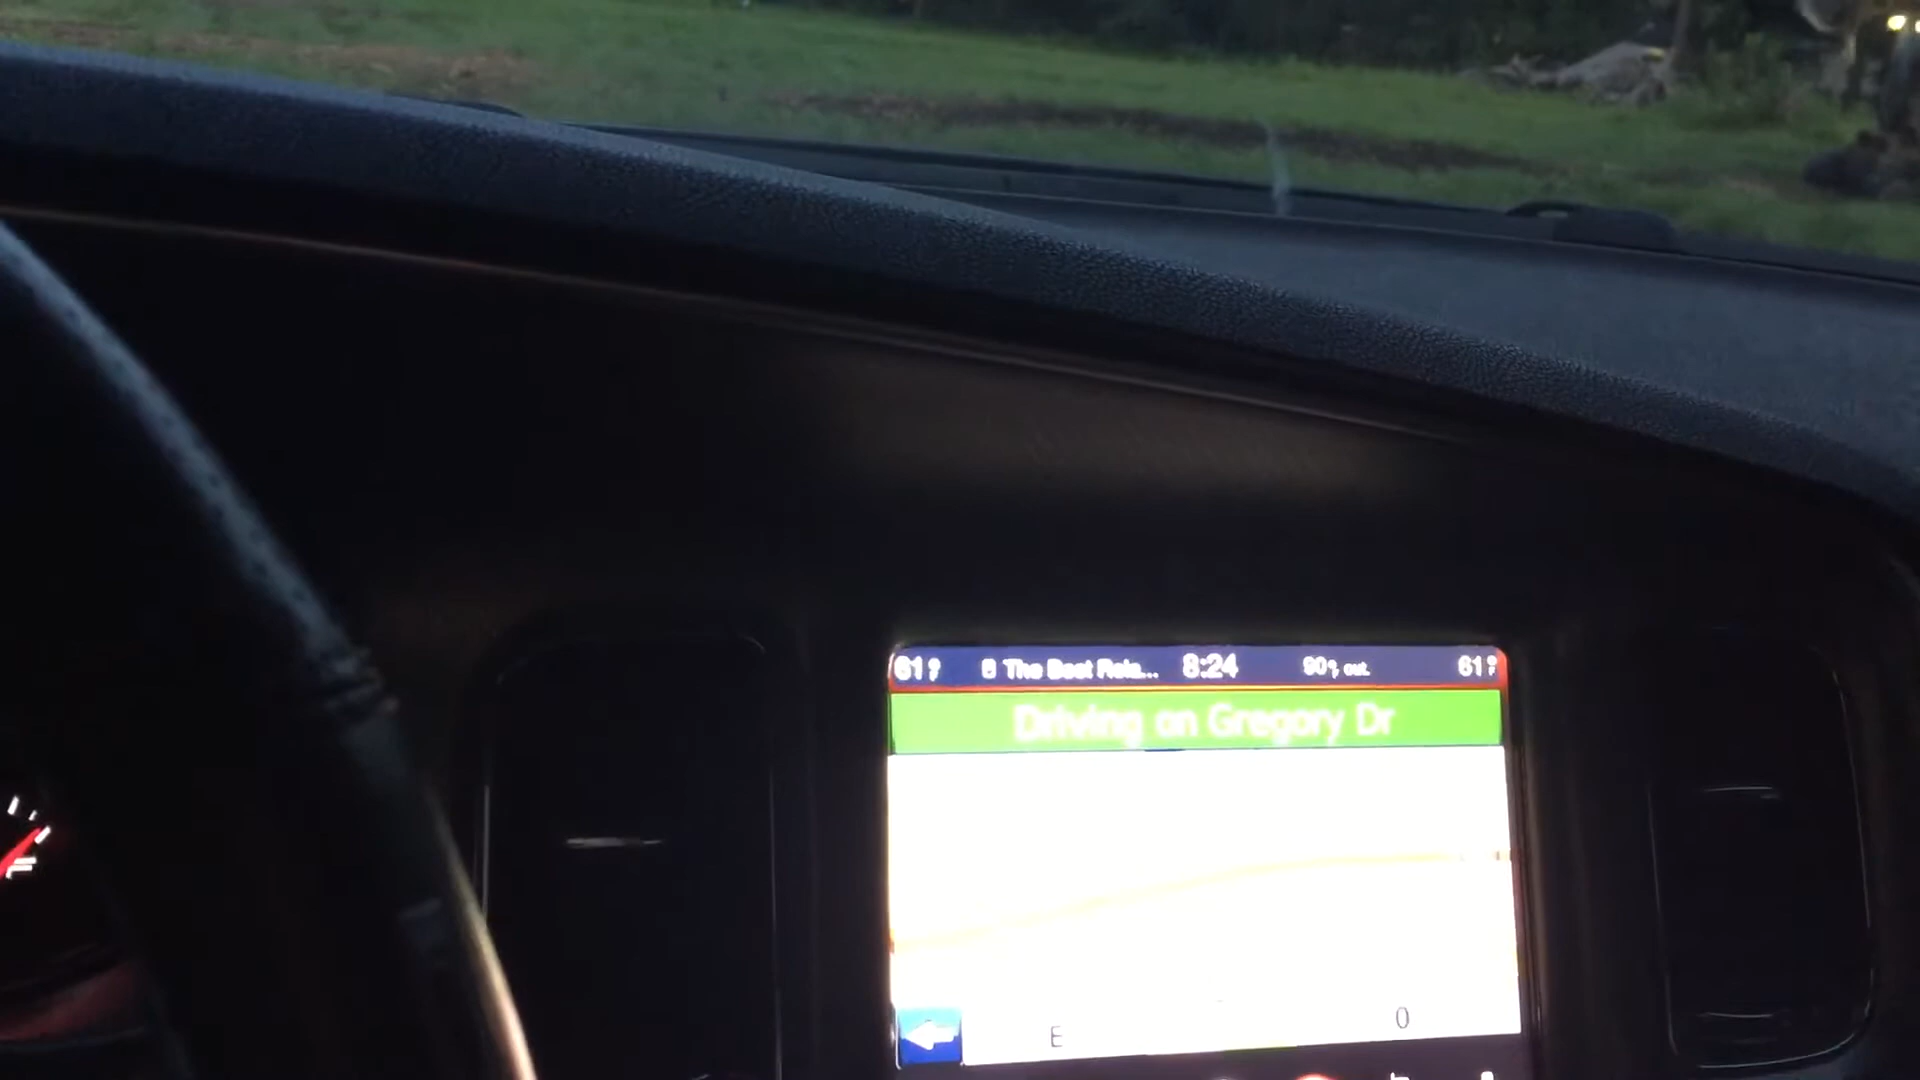 61° The Best Rela... 8:24 90°F out. 61°
Driving on Gregory Dr
E 0